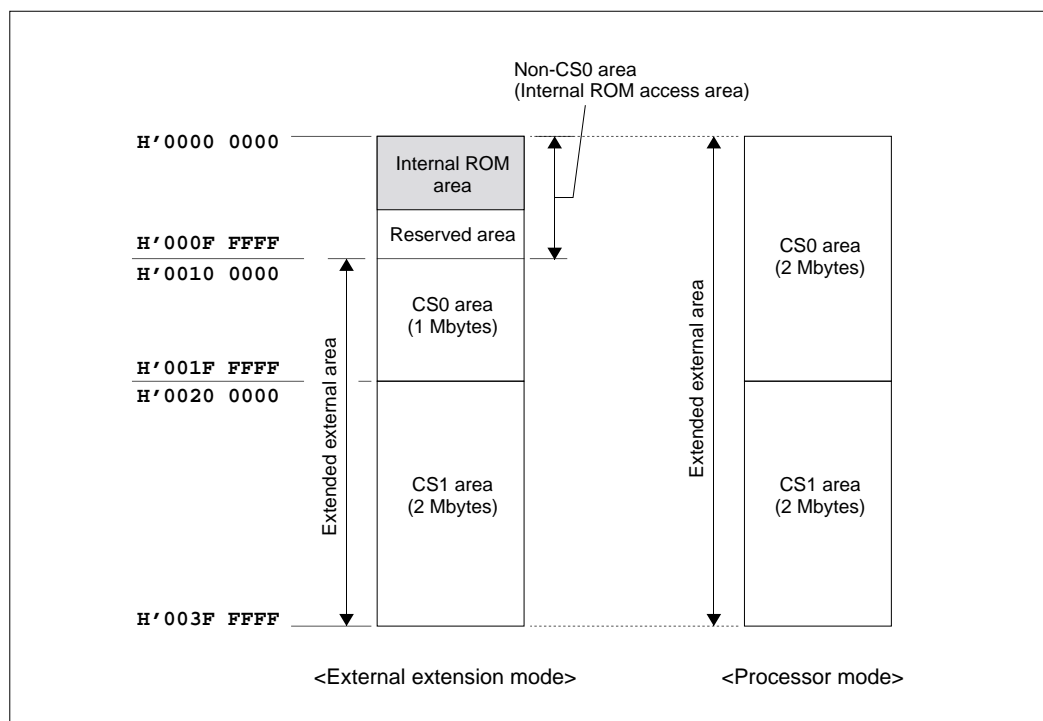 Non-CS0 area
(Internal ROM access area)
H'0000 0000
Internal ROM
area
Reserved area
H'000F FFFF
H'0010 0000
CS0 area
(1 Mbytes)
H'001F FFFF
H'0020 0000
CS1 area
(2 Mbytes)
H'003F FFFF
Extended external area
<External extension mode>
Extended external area
CS0 area
(2 Mbytes)
CS1 area
(2 Mbytes)
<Processor mode>